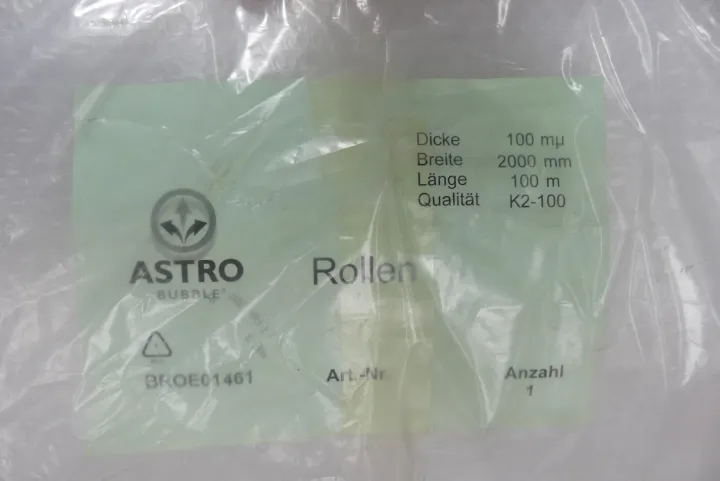 Dicke 100 mµ
Breite 2000 mm
Länge 100 m
Qualität K2-100
ASTRO
BUBBLE
Rollen
BROE01461
Art.-Nr.
Anzahl
1